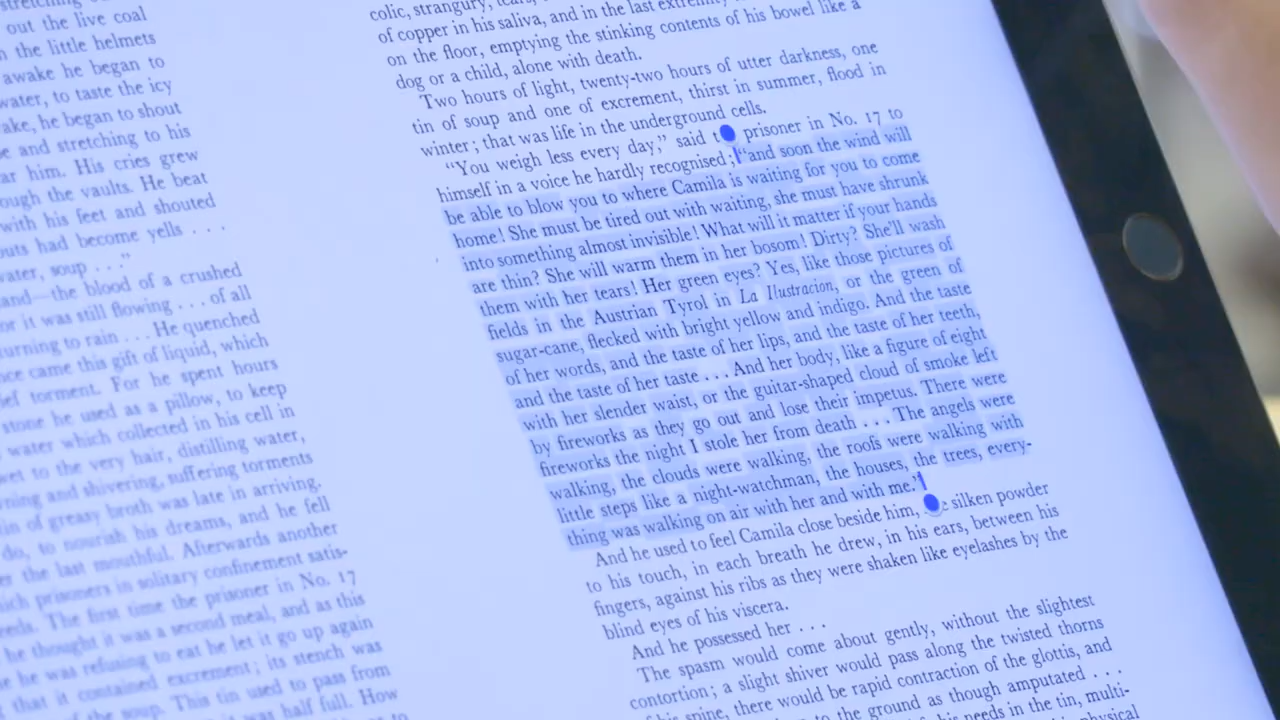 out the live coal
the little helmets
awake he began to
water, to taste the icy
he began to shout
and stretching to his
him. His cries grew
the vaults. He beat
with his feet and shouted
had become yells . . .
water, soup . . ."
the blood of a crushed
or it was still flowing . . . of all
turning to rain . . . He quenched
came this gift of liquid, which
torment. For he spent hours
stone he used as a pillow, to keep
water which collected in his cell in
to the very hair, distilling water,
and shivering, suffering torments
of greasy broth was late in arriving.
do, to nourish his dreams, and he fell
the last mouthful. Afterwards another
prisoners in solitary confinement satis-
The first time the prisoner in No. 17
he thought it was a second meal, and as this
he was refusing to eat he let it go up again
that it contained excrement; its stench was
of the soup. This tin used to pass from
it was half full. How
colic, strangury, tears,
of copper in his saliva, and in the last extremity
on the floor, emptying the stinking contents of his bowel like a
dog or a child, alone with death.
Two hours of light, twenty-two hours of utter darkness, one
tin of soup and one of excrement, thirst in summer, flood in
winter; that was life in the underground cells.
"You weigh less every day," said prisoner in No. 17 to
himself in a voice he hardly recognised; "and soon the wind will
be able to blow you to where Camila is waiting for you to come
home! She must be tired out with waiting, she must have shrunk
into something almost invisible! What will it matter if your hands
are thin? She will warm them in her bosom! Dirty? She'll wash
them with her tears! Her green eyes? Yes, like those pictures of
fields in the Austrian Tyrol in La Ilustracion, or the green of
sugar-cane, flecked with bright yellow and indigo. And the taste
of her words, and the taste of her lips, and the taste of her teeth,
and the taste of her taste . . . And her body, like a figure of eight
with her slender waist, or the guitar-shaped cloud of smoke left
by fireworks as they go out and lose their impetus. There were
fireworks the night I stole her from death . . . The angels were
walking, the clouds were walking, the roofs were walking with
little steps like a night-watchman, the houses, the trees, every-
thing was walking on air with her and with me."
And he used to feel Camila close beside him, silken powder
to his touch, in each breath he drew, in his ears, between his
fingers, against his ribs as they were shaken like eyelashes by the
blind eyes of his viscera.
And he possessed her . . .
The spasm would come about gently, without the slightest
contortion; a slight shiver would pass along the twisted thorns
of his spine, there would be rapid contraction of the glottis, and
to the ground as though amputated . . .
his needs in the tin, multi-
physical